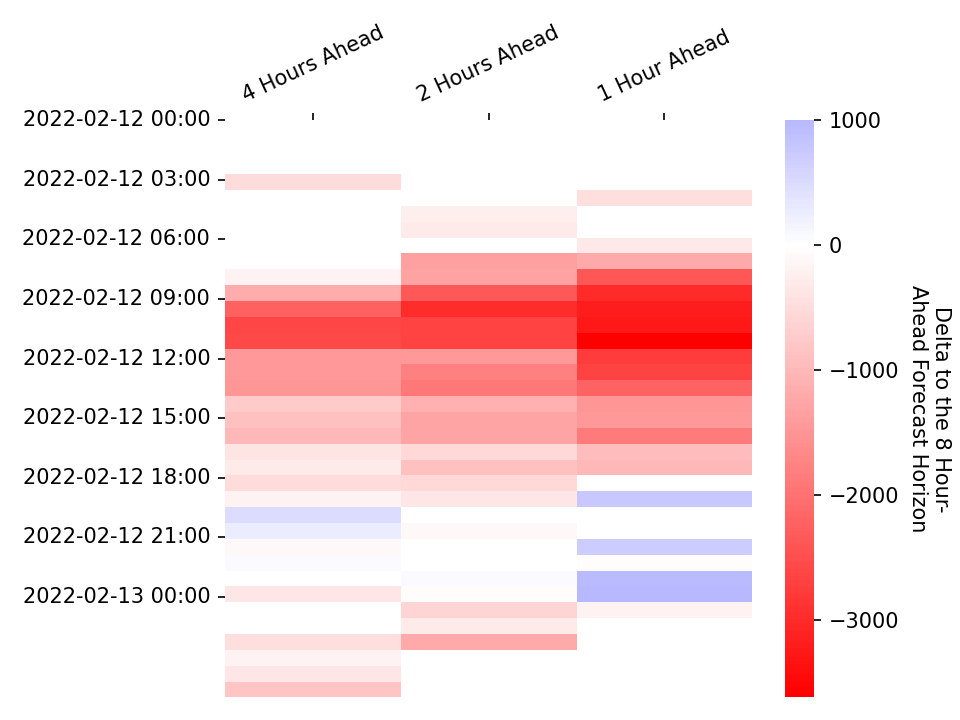 4 Hours Ahead
2 Hours Ahead
1 Hour Ahead
2022-02-12 00:00
2022-02-12 03:00
2022-02-12 06:00
2022-02-12 09:00
2022-02-12 12:00
2022-02-12 15:00
2022-02-12 18:00
2022-02-12 21:00
2022-02-13 00:00
1000
0
−1000
−2000
−3000
Delta to the 8 Hour-
Ahead Forecast Horizon